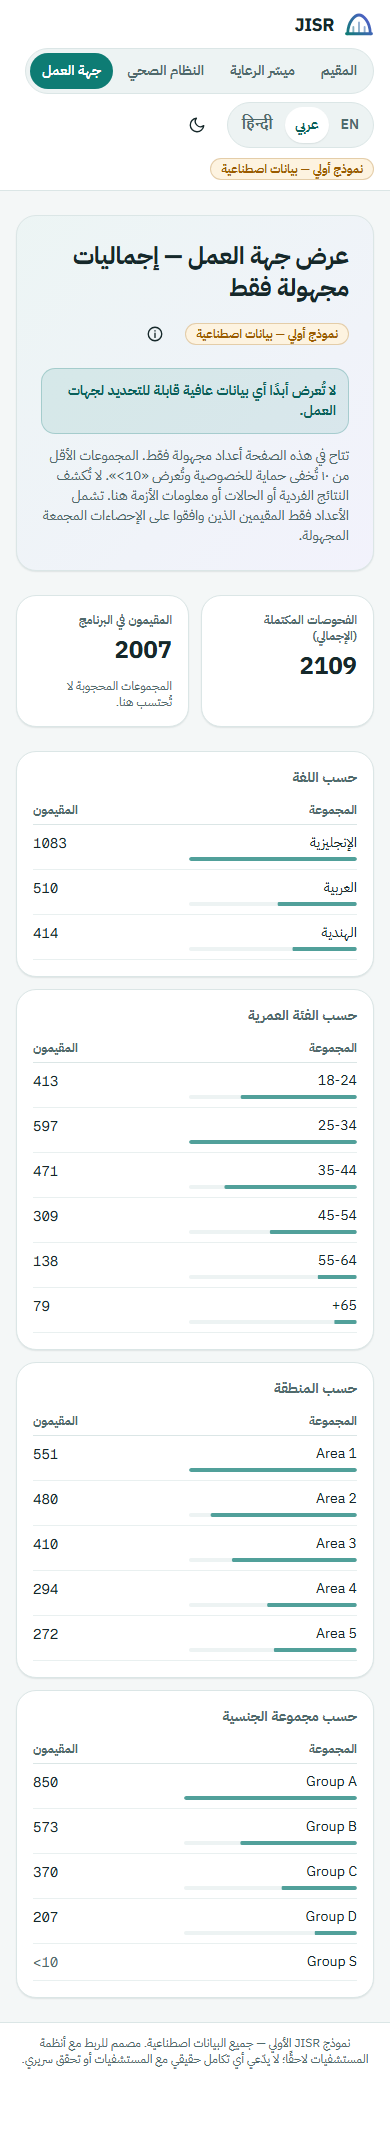 JISR
المقيم
ميسّر الرعاية
النظام الصحي
جهة العمل
EN
عربي
हिन्दी
نموذج أولي — بيانات اصطناعية
عرض جهة العمل — إجماليات
مجهولة فقط
نموذج أولي — بيانات اصطناعية
لا تُعرض أبدًا أي بيانات عافية قابلة للتحديد لجهات
العمل.
تتاح في هذه الصفحة أعداد مجهولة فقط. المجموعات الأقل
من ١٠ تُخفى حماية للخصوصية وتُعرض «10>». لا تُكشف
النتائج الفردية أو الحالات أو معلومات الأزمة هنا. تشمل
الأعداد فقط المقيمين الذين وافقوا على الإحصاءات المجمعة
المجهولة.
الفحوصات المكتملة
(الإجمالي)
2109
المقيمون في البرنامج
2007
المجموعات المحجوبة لا
تُحتسب هنا.
حسب اللغة
المجموعة
المقيمون
الإنجليزية
1083
العربية
510
الهندية
414
حسب الفئة العمرية
المجموعة
المقيمون
18-24
413
25-34
597
35-44
471
45-54
309
55-64
138
+65
79
حسب المنطقة
المجموعة
المقيمون
Area 1
551
Area 2
480
Area 3
410
Area 4
294
Area 5
272
حسب مجموعة الجنسية
المجموعة
المقيمون
Group A
850
Group B
573
Group C
370
Group D
207
Group S
<10
نموذج JISR الأولي — جميع البيانات اصطناعية. مصمم للربط مع أنظمة
المستشفيات لاحقًا؛ لا يدّعي أي تكامل حقيقي مع المستشفيات أو تحقق سريري.